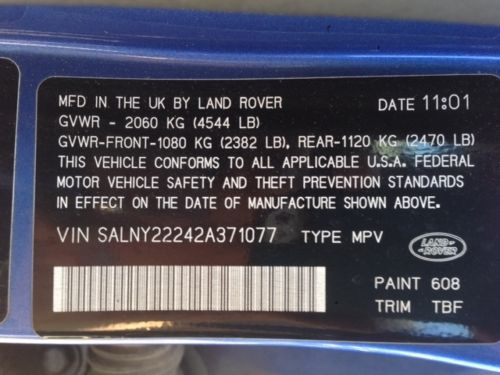 MFD IN THE UK BY LAND ROVER DATE 11:01
GVWR - 2060 KG (4544 LB)
GVWR-FRONT-1080 KG (2382 LB), REAR-1120 KG (2470 LB)
THIS VEHICLE CONFORMS TO ALL APPLICABLE U.S.A. FEDERAL
MOTOR VEHICLE SAFETY AND THEFT PREVENTION STANDARDS
IN EFFECT ON THE DATE OF MANUFACTURE SHOWN ABOVE.
VIN SALNY22242A371077 TYPE MPV
LAND-
ROVER
PAINT 608
TRIM TBF